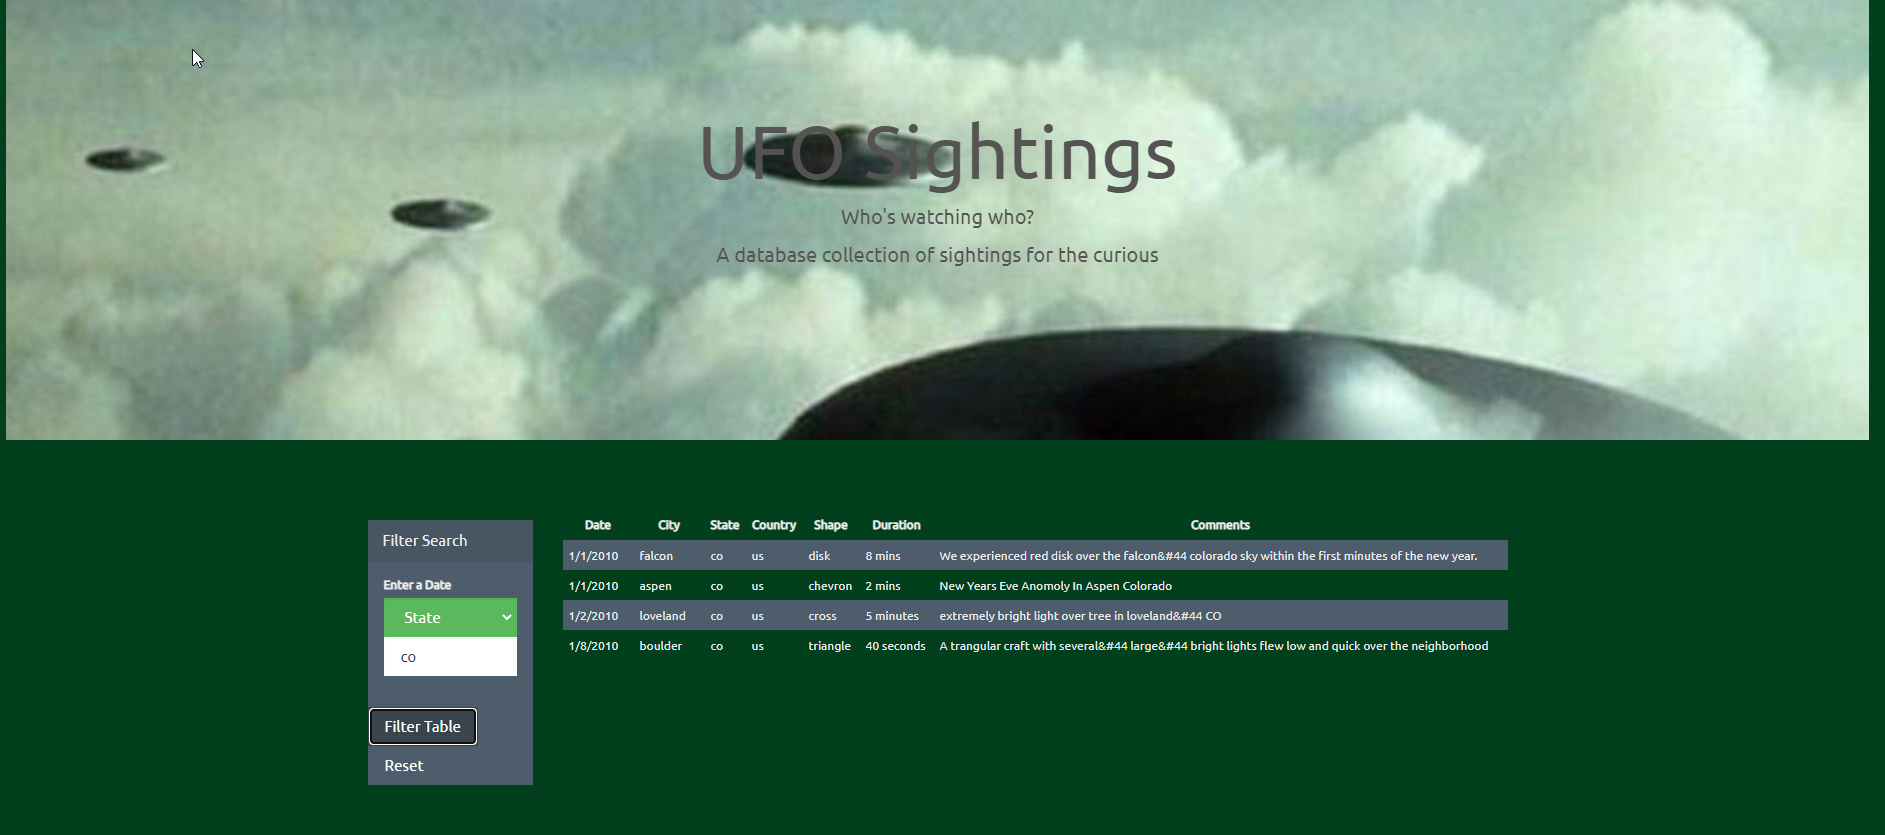 UFO Sightings
Who's watching who?
A database collection of sightings for the curious
Filter Search
Enter a Date
State
co
Filter Table
Reset
Date City State Country Shape Duration Comments
1/1/2010 falcon co us disk 8 mins We experienced red disk over the falcon&#44 colorado sky within the first minutes of the new year.
1/1/2010 aspen co us chevron 2 mins New Years Eve Anomoly In Aspen Colorado
1/2/2010 loveland co us cross 5 minutes extremely bright light over tree in loveland&#44 CO
1/8/2010 boulder co us triangle 40 seconds A trangular craft with several&#44 large&#44 bright lights flew low and quick over the neighborhood